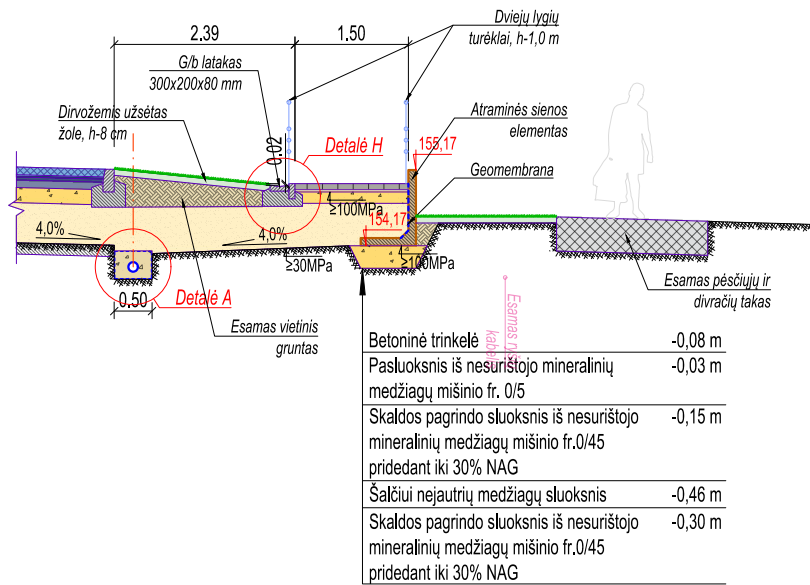 2.39
1.50
Dviejų lygių
turėklai, h-1,0 m
G/b latakas
300x200x80 mm
Dirvožemis užsėtas
žole, h-8 cm
0.02
Detalė H
Atraminės sienos
elementas
155,17
Geomembrana
≥100MPa
154,17
4,0%
4,0%
≥30MPa
≥100MPa
0.50
Detalė A
Esamas vietinis
gruntas
Esamas pėsčiųjų ir
divračių takas
Esamas ryšių
kabelis
Betoninė trinkelė -0,08 m
Pasluoksnis iš nesurištojo mineralinių -0,03 m
medžiagų mišinio fr. 0/5
Skaldos pagrindo sluoksnis iš nesurištojo -0,15 m
mineralinių medžiagų mišinio fr.0/45
pridedant iki 30% NAG
Šalčiui nejautrių medžiagų sluoksnis -0,46 m
Skaldos pagrindo sluoksnis iš nesurištojo -0,30 m
mineralinių medžiagų mišinio fr.0/45
pridedant iki 30% NAG